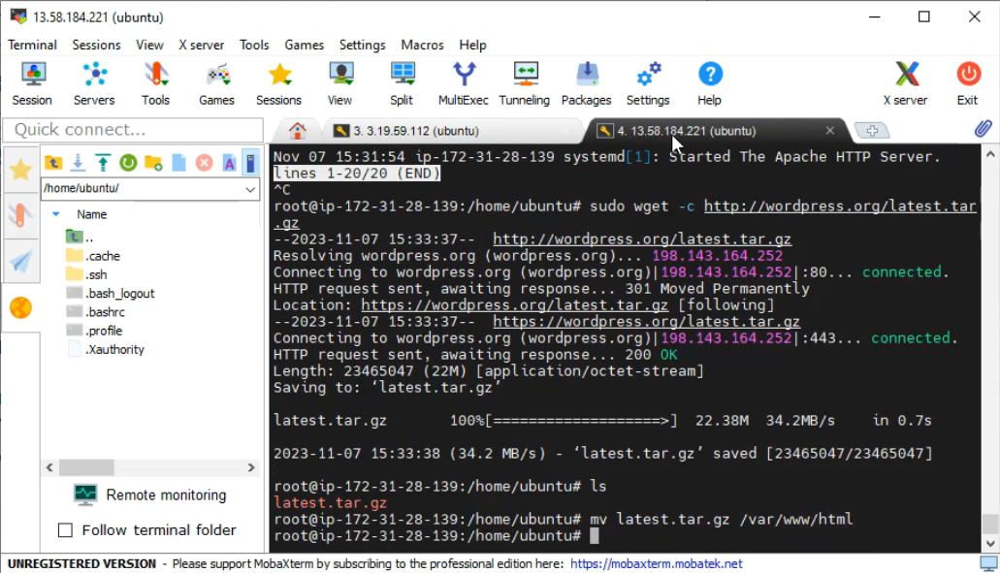 13.58.184.221 (ubuntu)
Terminal Sessions View X server Tools Games Settings Macros Help
Session Servers Tools Games Sessions View Split MultiExec Tunneling Packages Settings Help X server Exit
Quick connect...
3. 3.19.59.112 (ubuntu)
4. 13.58.184.221 (ubuntu)
/home/ubuntu/
Name
..
.cache
.ssh
.bash_logout
.bashrc
.profile
.Xauthority
Remote monitoring
Follow terminal folder
Nov 07 15:31:54 ip-172-31-28-139 systemd[1]: Started The Apache HTTP Server.
lines 1-20/20 (END)
^C
root@ip-172-31-28-139:/home/ubuntu# sudo wget -c http://wordpress.org/latest.tar
.gz
--2023-11-07 15:33:37-- http://wordpress.org/latest.tar.gz
Resolving wordpress.org (wordpress.org)... 198.143.164.252
Connecting to wordpress.org (wordpress.org)|198.143.164.252|:80... connected.
HTTP request sent, awaiting response... 301 Moved Permanently
Location: https://wordpress.org/latest.tar.gz [following]
--2023-11-07 15:33:37-- https://wordpress.org/latest.tar.gz
Connecting to wordpress.org (wordpress.org)|198.143.164.252|:443... connected.
HTTP request sent, awaiting response... 200 OK
Length: 23465047 (22M) [application/octet-stream]
Saving to: ‘latest.tar.gz’
latest.tar.gz 100%[===================>] 22.38M 34.2MB/s in 0.7s
2023-11-07 15:33:38 (34.2 MB/s) - ‘latest.tar.gz’ saved [23465047/23465047]
root@ip-172-31-28-139:/home/ubuntu# ls
latest.tar.gz
root@ip-172-31-28-139:/home/ubuntu# mv latest.tar.gz /var/www/html
root@ip-172-31-28-139:/home/ubuntu#
UNREGISTERED VERSION - Please support MobaXterm by subscribing to the professional edition here: https://mobaxterm.mobatek.net